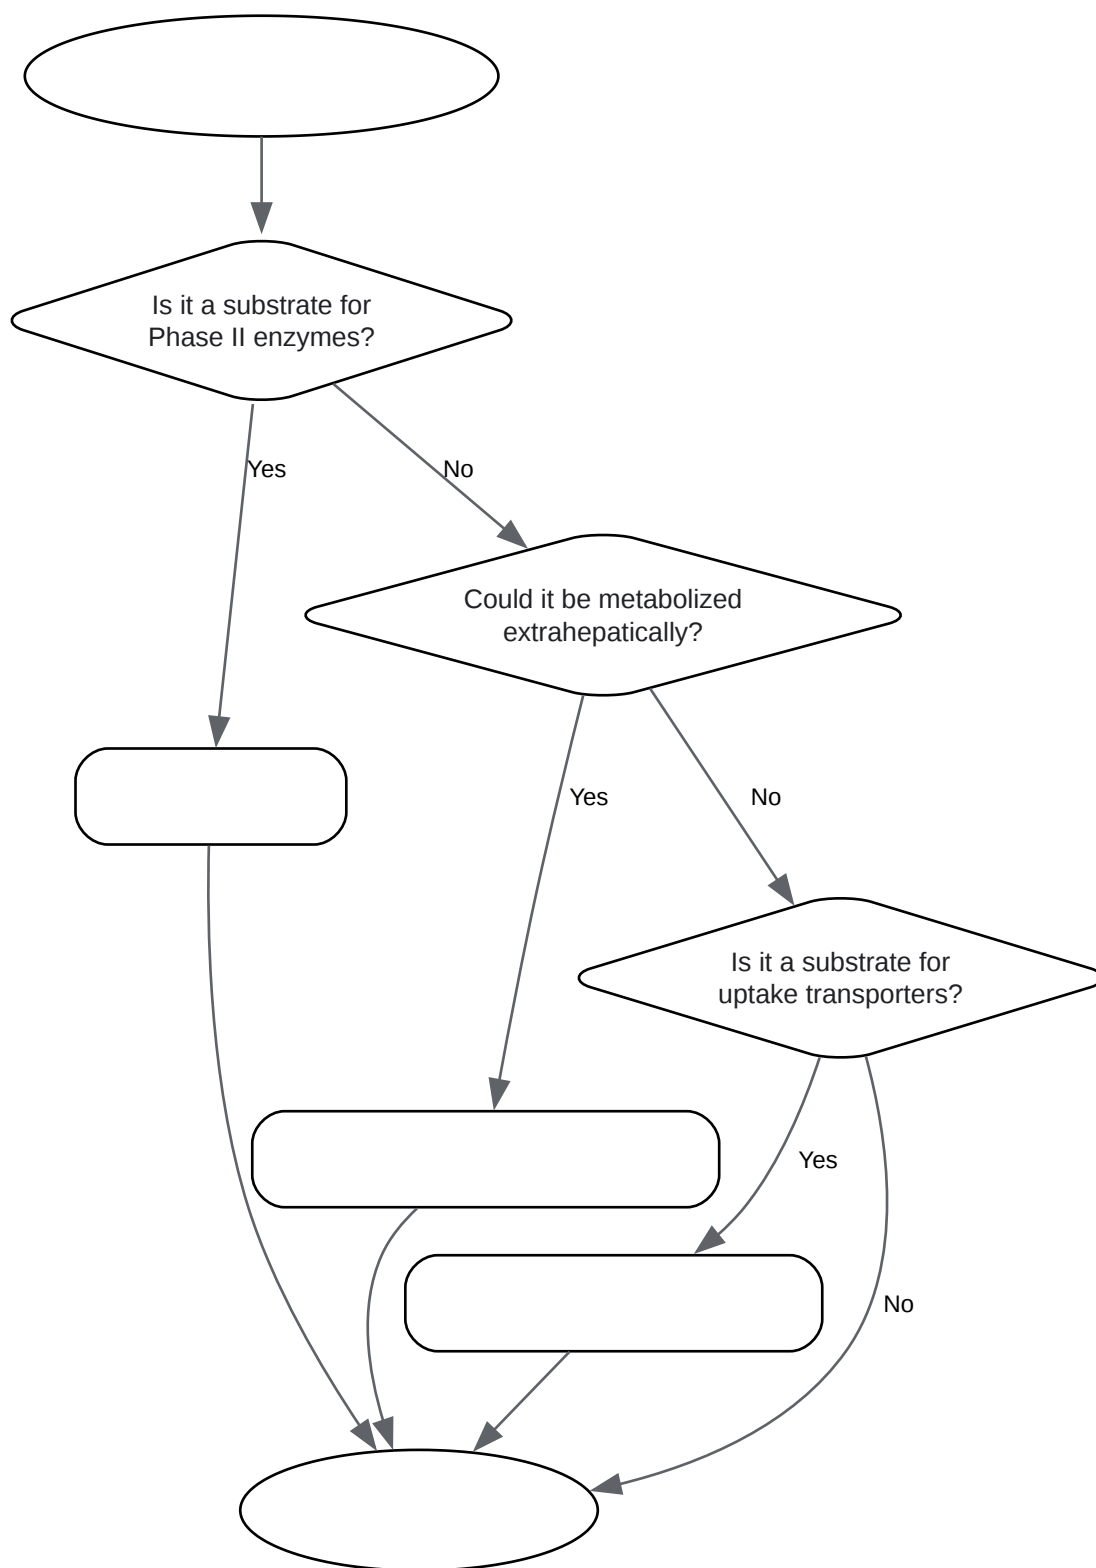 Is it a substrate for
Phase II enzymes?
Yes
No
Could it be metabolized
extrahepatically?
Yes
No
Is it a substrate for
uptake transporters?
Yes
No